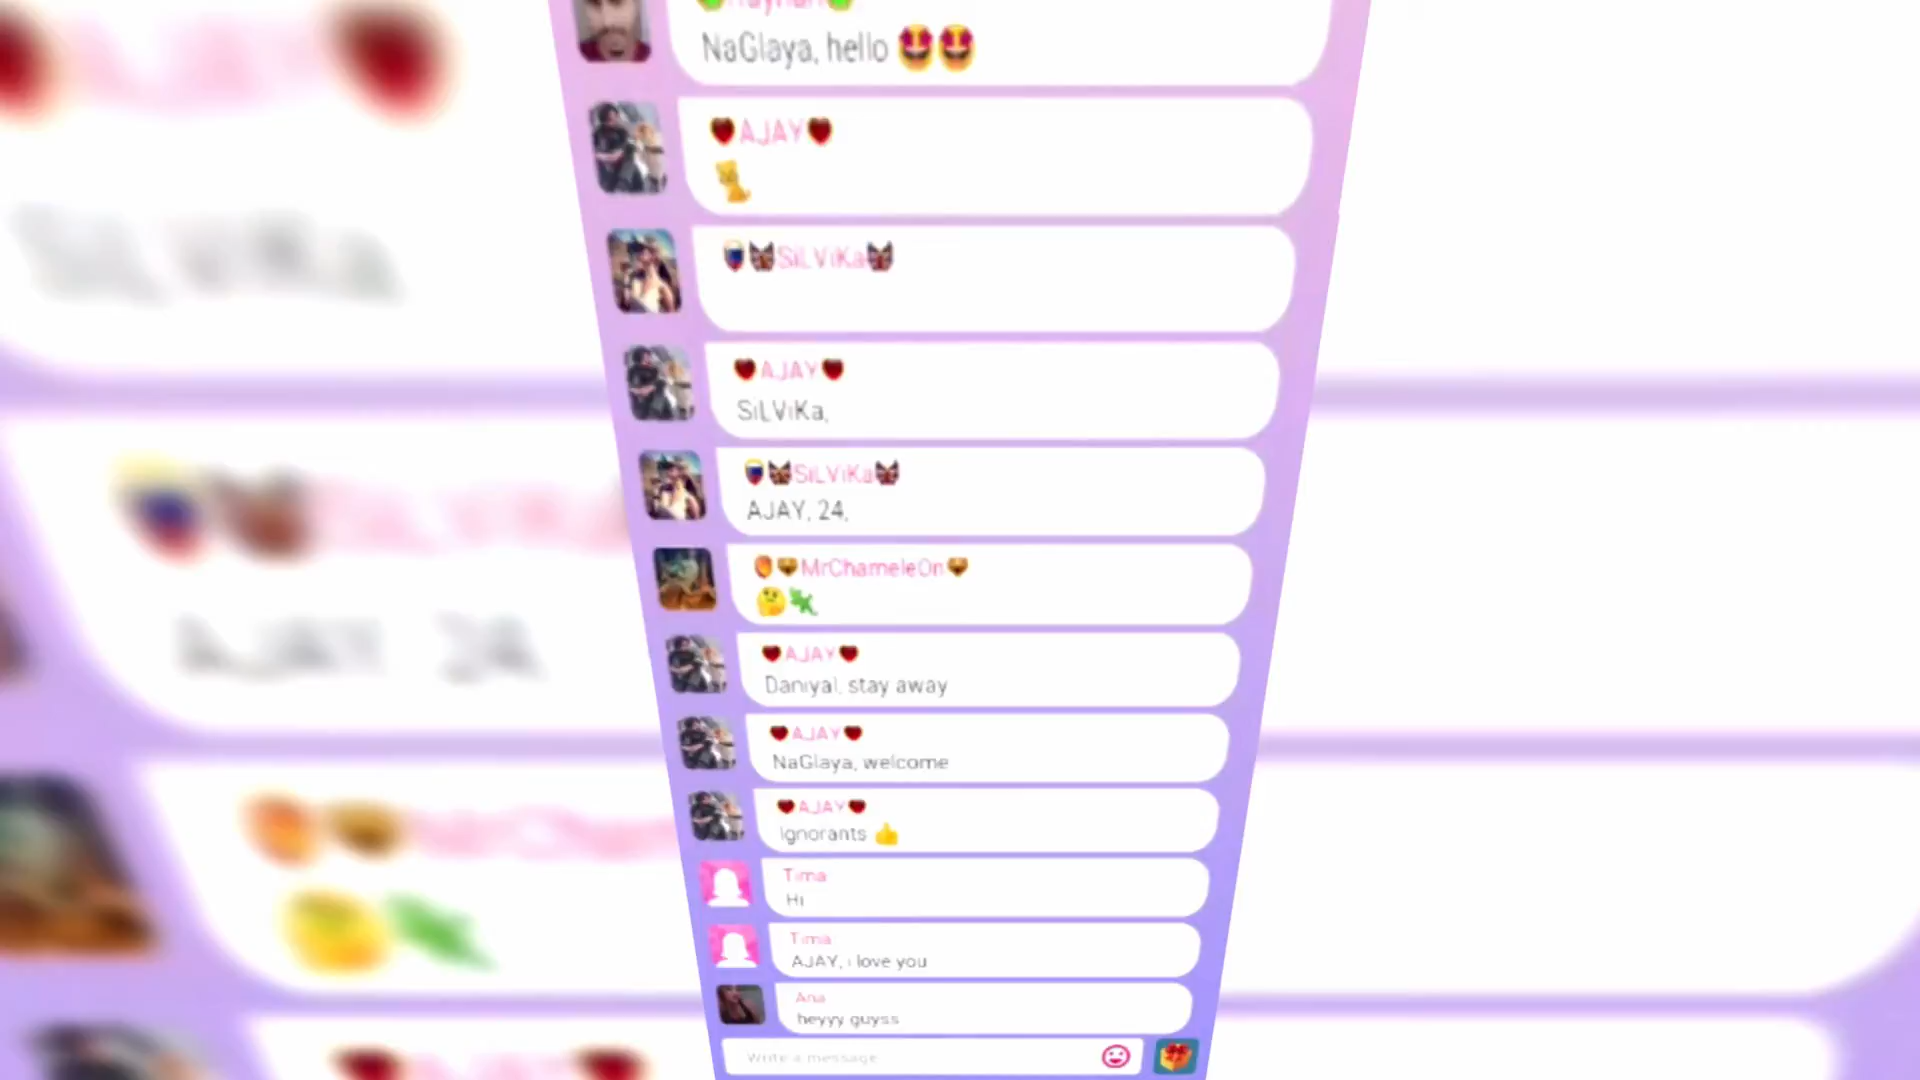 NaGlaya, hello 🤩🤩
♥AJAY♥
🐈
SiLViKa
♥AJAY♥
SiLViKa,
SiLViKa
AJAY, 24,
MrChameleOn
🤔🦎
♥AJAY♥
Daniyal, stay away
♥AJAY♥
NaGlaya, welcome
♥AJAY♥
Ignorants 👍
Tima
Hi
Tima
AJAY, i love you
Ana
heyyy guyss
Write a message